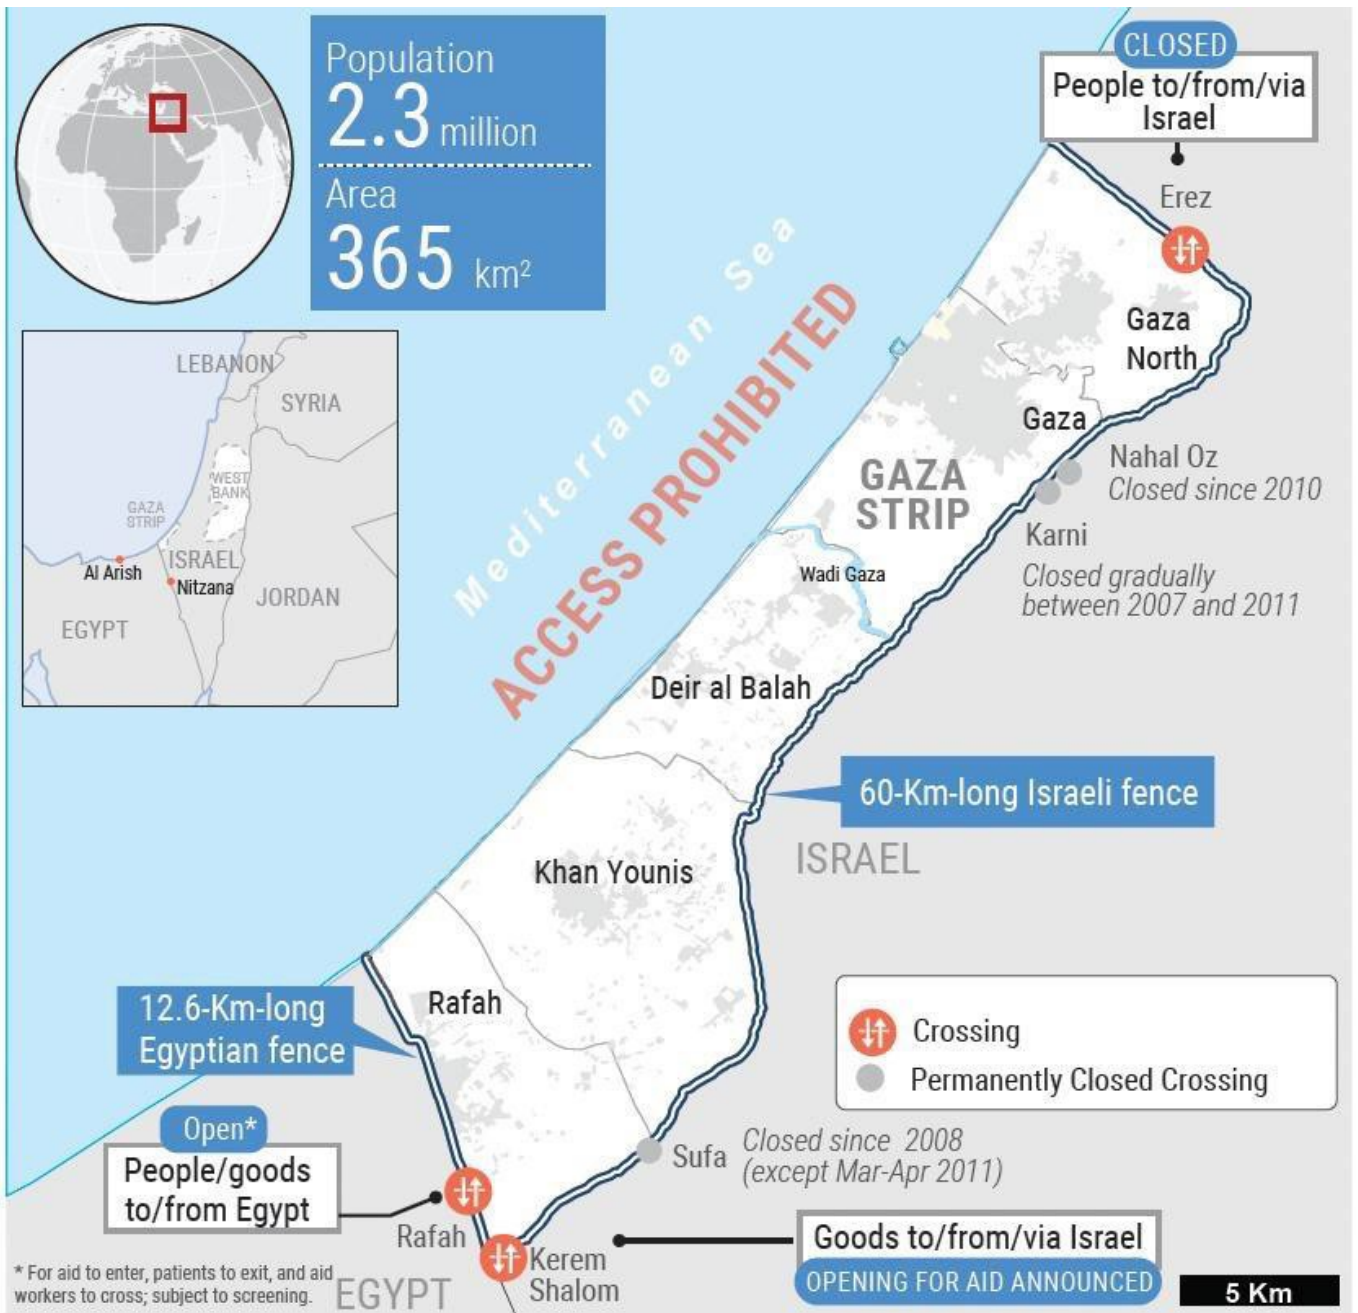 Population
2.3 million
Area
365 km²
CLOSED
People to/from/via
Israel
Erez
Mediterranean Sea
ACCESS PROHIBITED
Gaza
North
Gaza
GAZA
STRIP
Nahal Oz
Closed since 2010
Karni
Closed gradually
between 2007 and 2011
LEBANON
SYRIA
WEST
BANK
GAZA
STRIP
ISRAEL
Al Arish
Nitzana
JORDAN
EGYPT
Wadi Gaza
Deir al Balah
60-Km-long Israeli fence
ISRAEL
Khan Younis
12.6-Km-long
Egyptian fence
Rafah
Crossing
Permanently Closed Crossing
Open*
People/goods
to/from Egypt
Rafah
Sufa
Closed since 2008
(except Mar-Apr 2011)
Kerem
Shalom
Goods to/from/via Israel
OPENING FOR AID ANNOUNCED
* For aid to enter, patients to exit, and aid
workers to cross; subject to screening.
EGYPT
5 Km